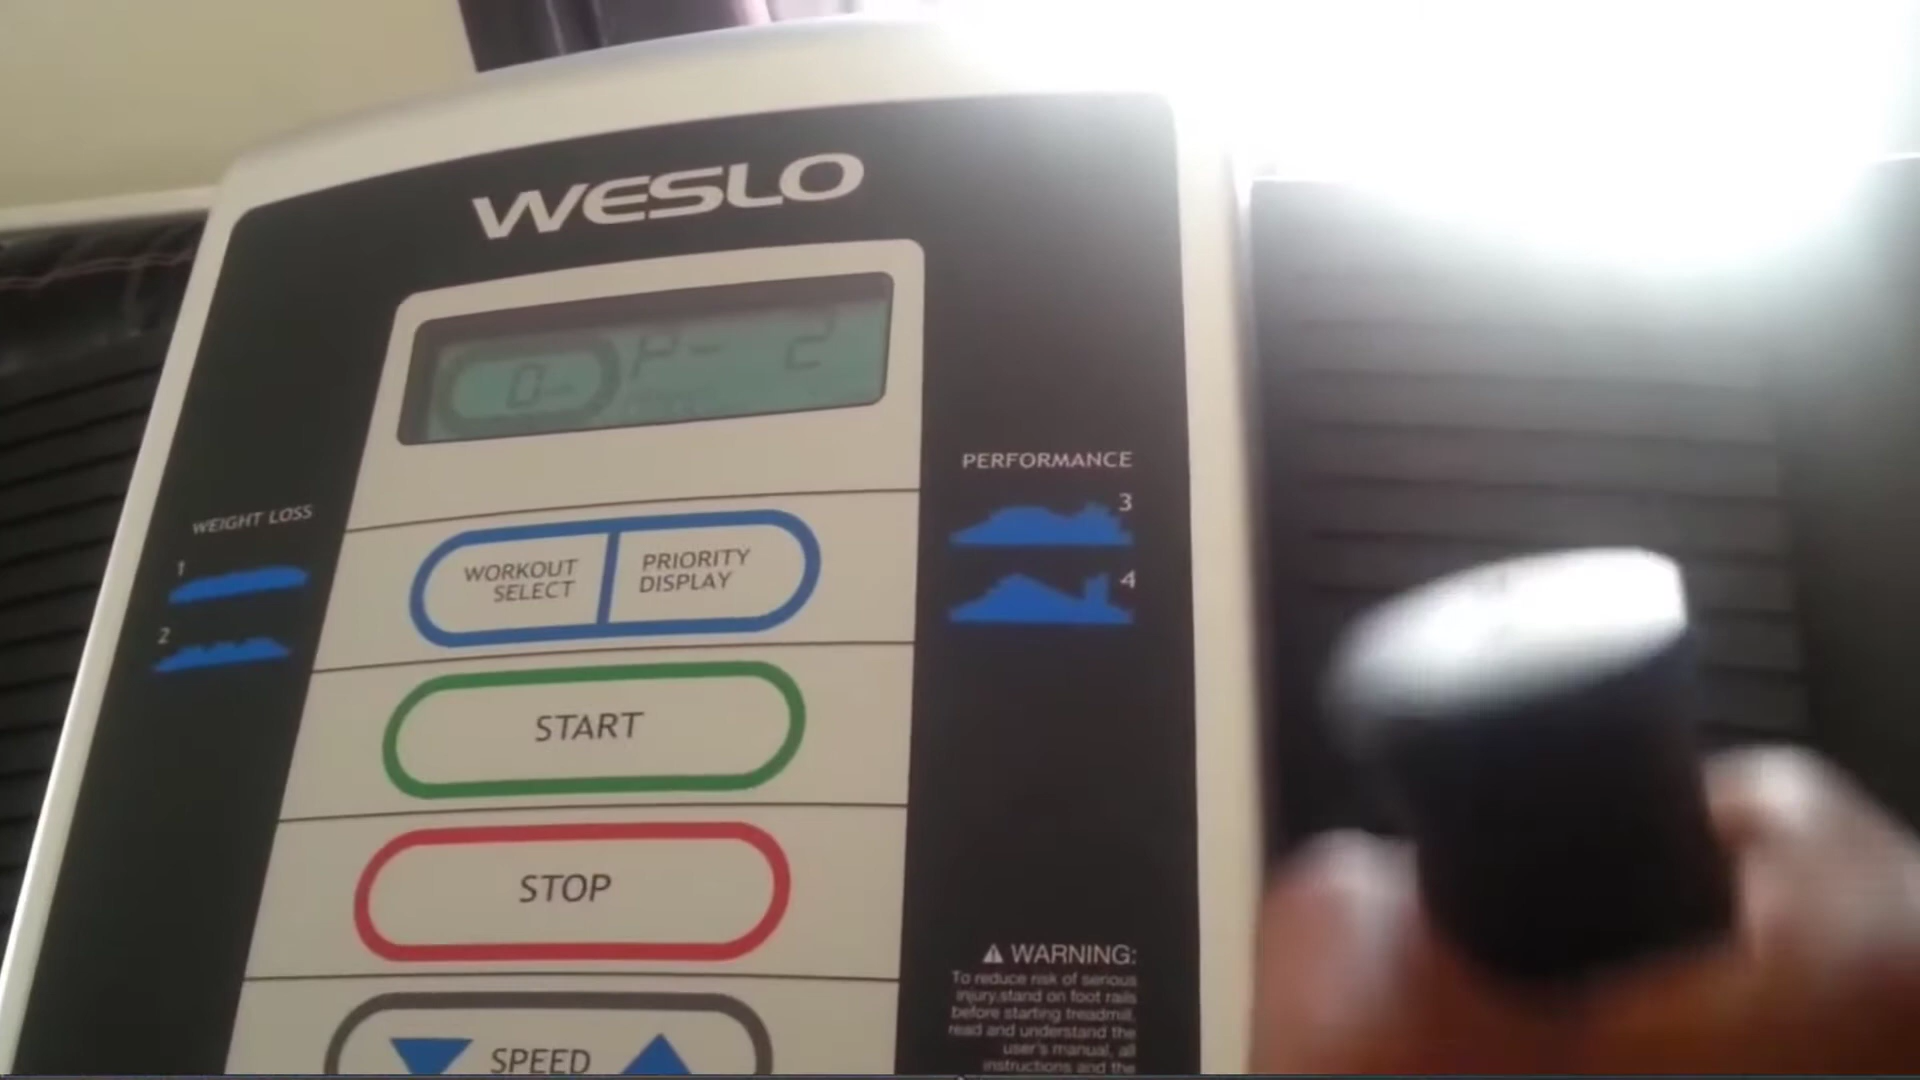 WESLO
0- P- 2
PERFORMANCE
3
4
WEIGHT LOSS
1
2
WORKOUT SELECT
PRIORITY DISPLAY
START
STOP
SPEED
⚠ WARNING:
To reduce risk of serious
injury,stand on foot rails
before starting treadmill,
read and understand the
user's manual, all
instructions and the